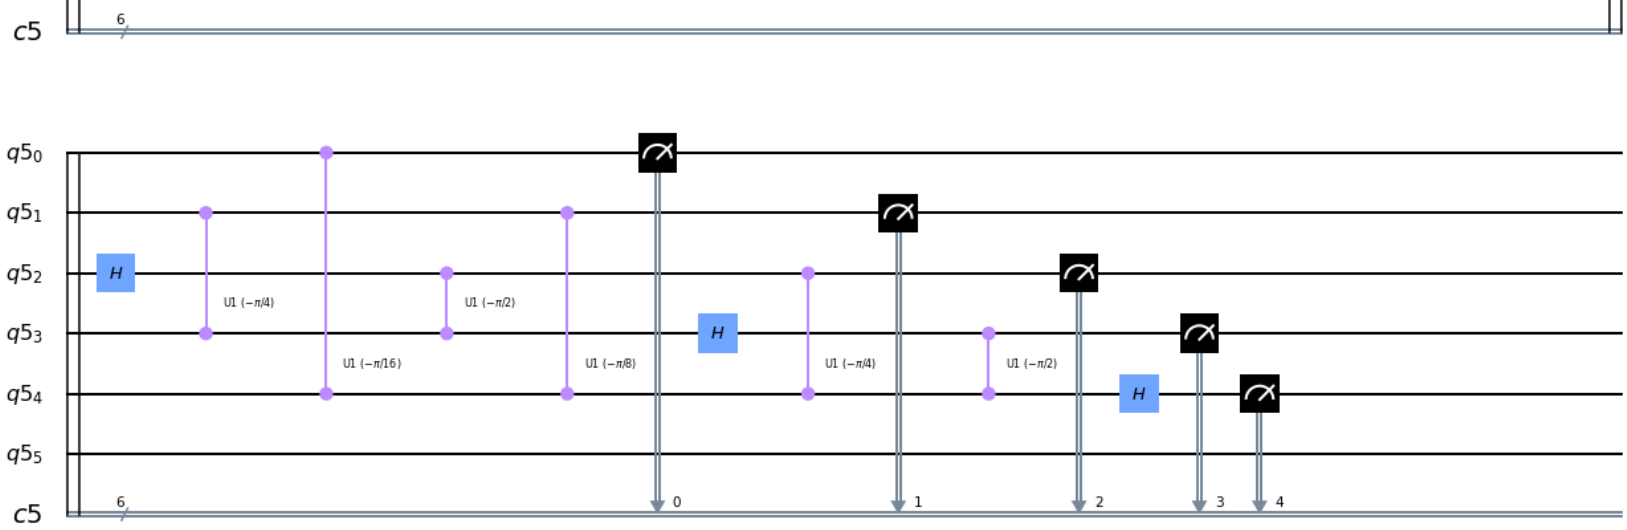 6
c5
q5₀
q5₁
H
q5₂
U1 (−π/4)
U1 (−π/2)
H
q5₃
U1 (−π/16)
U1 (−π/8)
U1 (−π/4)
U1 (−π/2)
H
q5₄
q5₅
6
0
1
2
3
4
c5